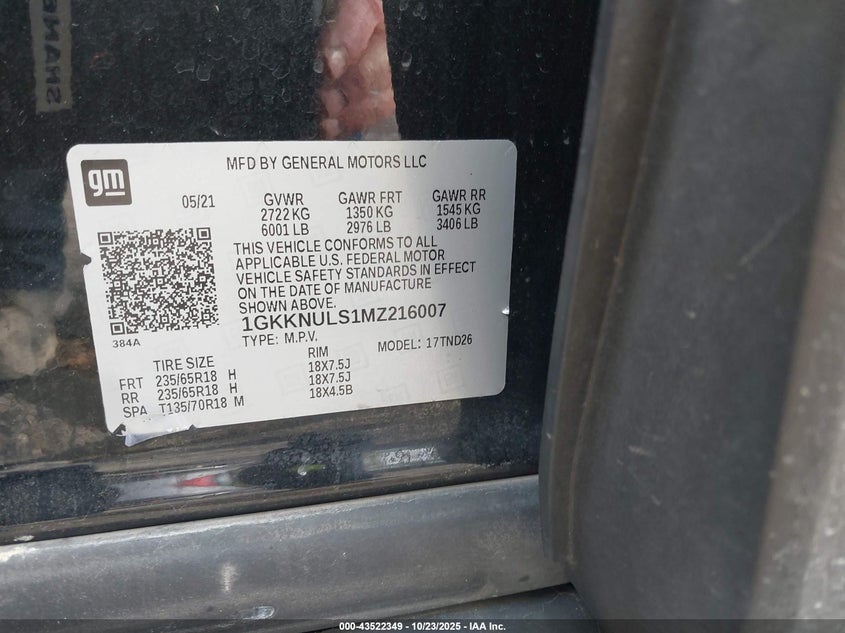 SHAMS
gm
MFD BY GENERAL MOTORS LLC
05/21
GVWR GAWR FRT GAWR RR
2722 KG 1350 KG 1545 KG
6001 LB 2976 LB 3406 LB
THIS VEHICLE CONFORMS TO ALL
APPLICABLE U.S. FEDERAL MOTOR
VEHICLE SAFETY STANDARDS IN EFFECT
ON THE DATE OF MANUFACTURE
SHOWN ABOVE.
1GKKNULS1MZ216007
384A
TYPE: M.P.V. MODEL: 17TND26
TIRE SIZE RIM
FRT 235/65R18 H 18X7.5J
RR 235/65R18 H 18X7.5J
SPA T135/70R18 M 18X4.5B
000-43522349 - 10/23/2025 - IAA Inc.